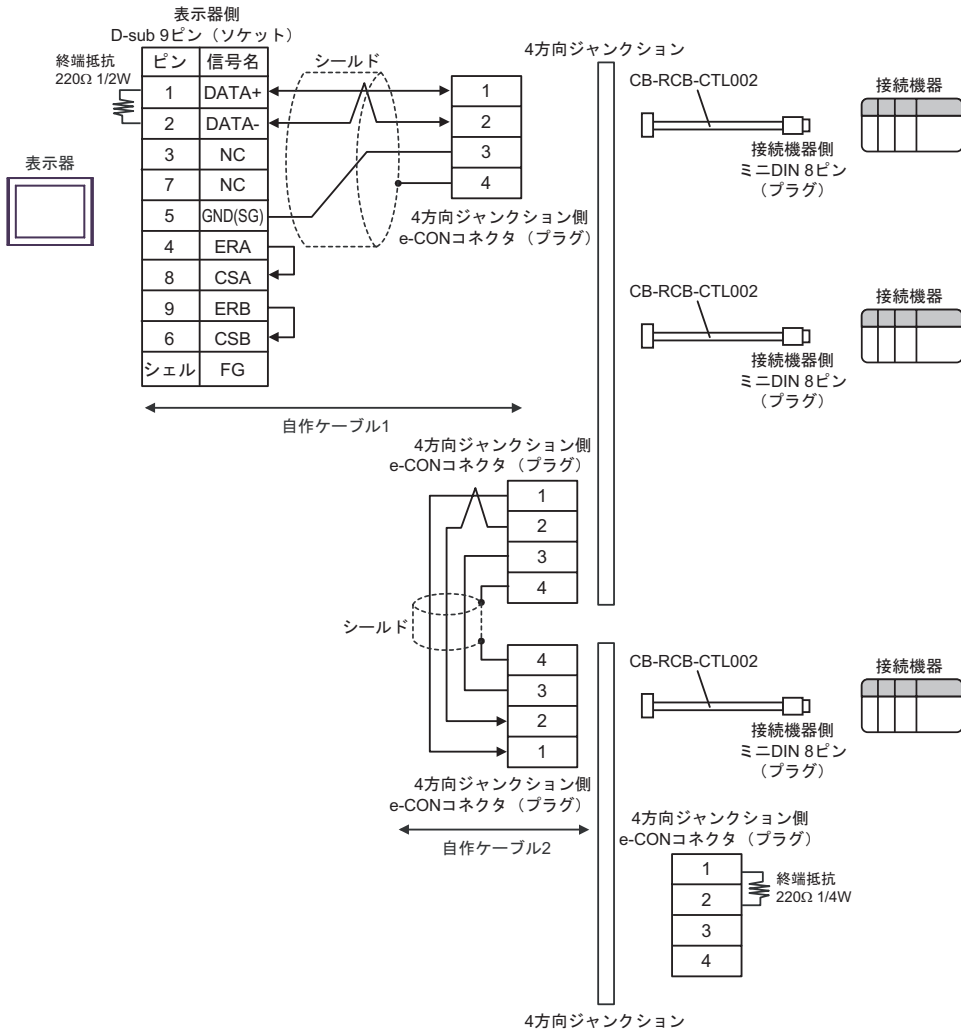 表示器側
D-sub 9ピン（ソケット）
終端抵抗
220Ω 1/2W
ピン 信号名
1 DATA+
2 DATA-
3 NC
7 NC
5 GND(SG)
4 ERA
8 CSA
9 ERB
6 CSB
シェル FG
表示器
シールド
1
2
3
4
4方向ジャンクション側
e-CONコネクタ（プラグ）
自作ケーブル1
4方向ジャンクション
CB-RCB-CTL002
接続機器側
ミニDIN 8ピン
（プラグ）
接続機器
CB-RCB-CTL002
接続機器側
ミニDIN 8ピン
（プラグ）
接続機器
4方向ジャンクション側
e-CONコネクタ（プラグ）
1
2
3
4
シールド
4
3
2
1
4方向ジャンクション側
e-CONコネクタ（プラグ）
自作ケーブル2
CB-RCB-CTL002
接続機器側
ミニDIN 8ピン
（プラグ）
接続機器
4方向ジャンクション側
e-CONコネクタ（プラグ）
1
2
3
4
終端抵抗
220Ω 1/4W
4方向ジャンクション